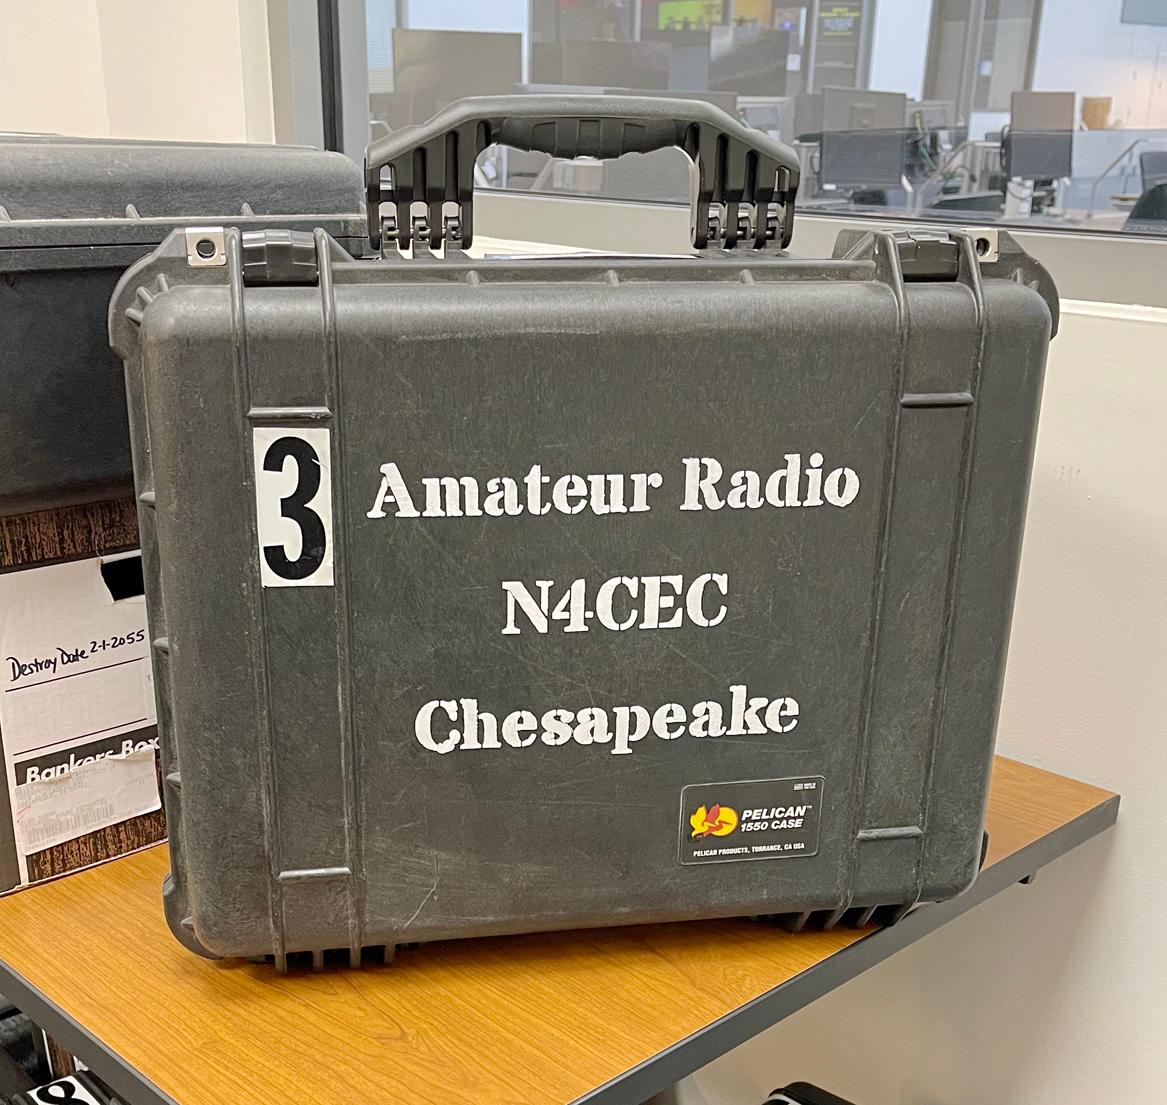 3
Amateur Radio
N4CEC
Chesapeake
PELICAN™
1550 CASE
PELICAN PRODUCTS, TORRANCE, CA USA
Destroy Date 2-1-2055
Bankers Box